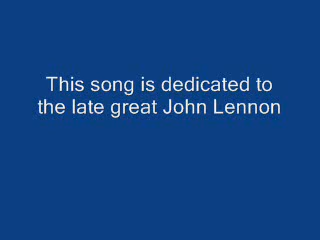 This song is dedicated to
the late great John Lennon